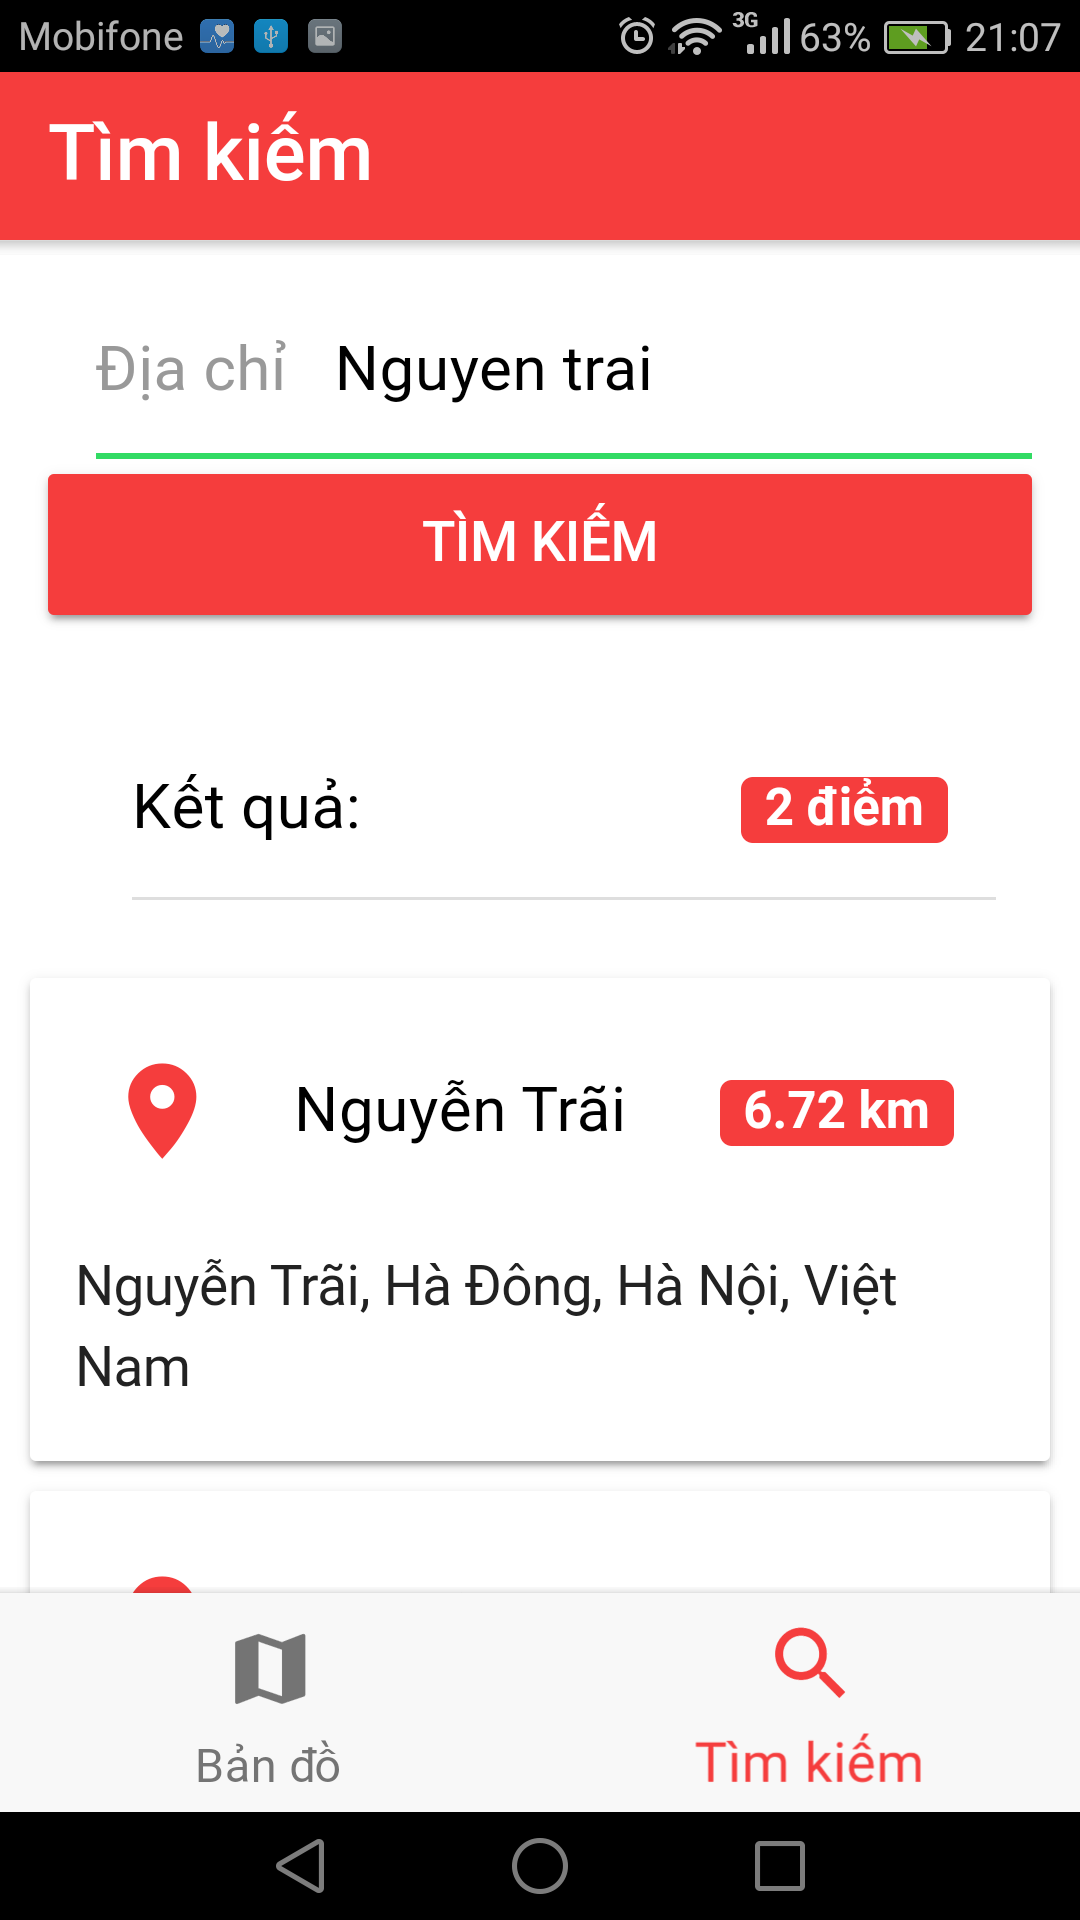 Mobifone 3G 63% 21:07
Tìm kiếm
Địa chỉ Nguyen trai
TÌM KIẾM
Kết quả: 2 điểm
Nguyễn Trãi 6.72 km
Nguyễn Trãi, Hà Đông, Hà Nội, Việt
Nam
Bản đồ Tìm kiếm